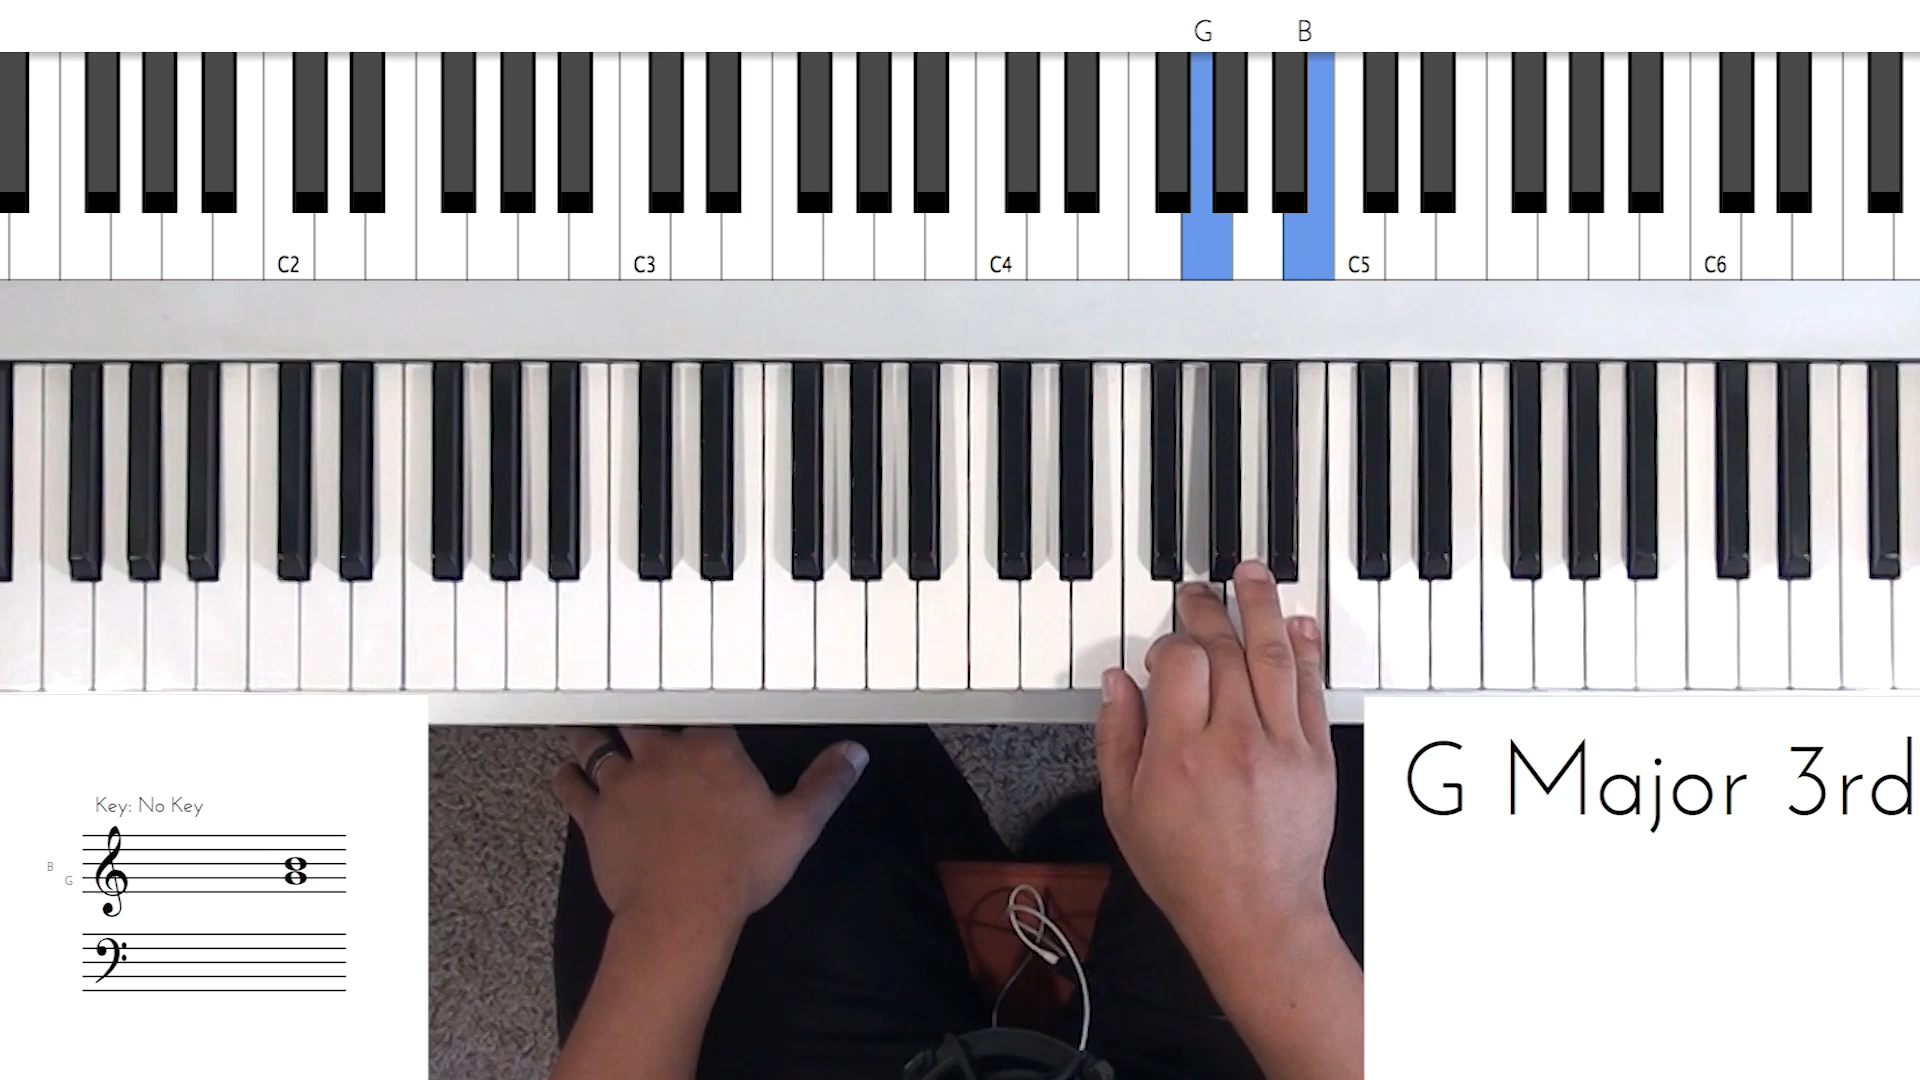 G B
C2 C3 C4 C5 C6
Key: No Key
B
G
G Major 3rd